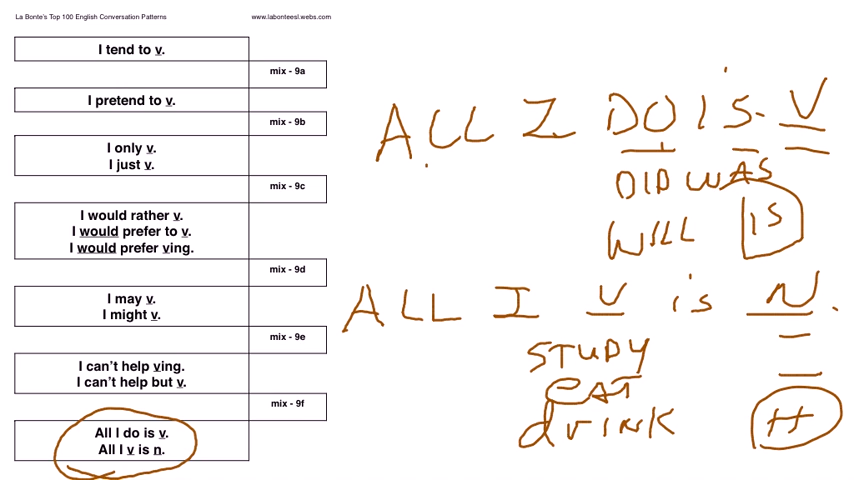 La Bonte's Top 100 English Conversation Patterns
www.labonteesl.webs.com
I tend to v.
mix - 9a
I pretend to v.
mix - 9b
I only v.
I just v.
mix - 9c
I would rather v.
I would prefer to v.
I would prefer ving.
mix - 9d
I may v.
I might v.
mix - 9e
I can't help ving.
I can't help but v.
mix - 9f
All I do is v.
All I v is n.
ALL I DO IS V
DID WAS
WILL IS
ALL I v is N.
STUDY
eAT
drINK
H